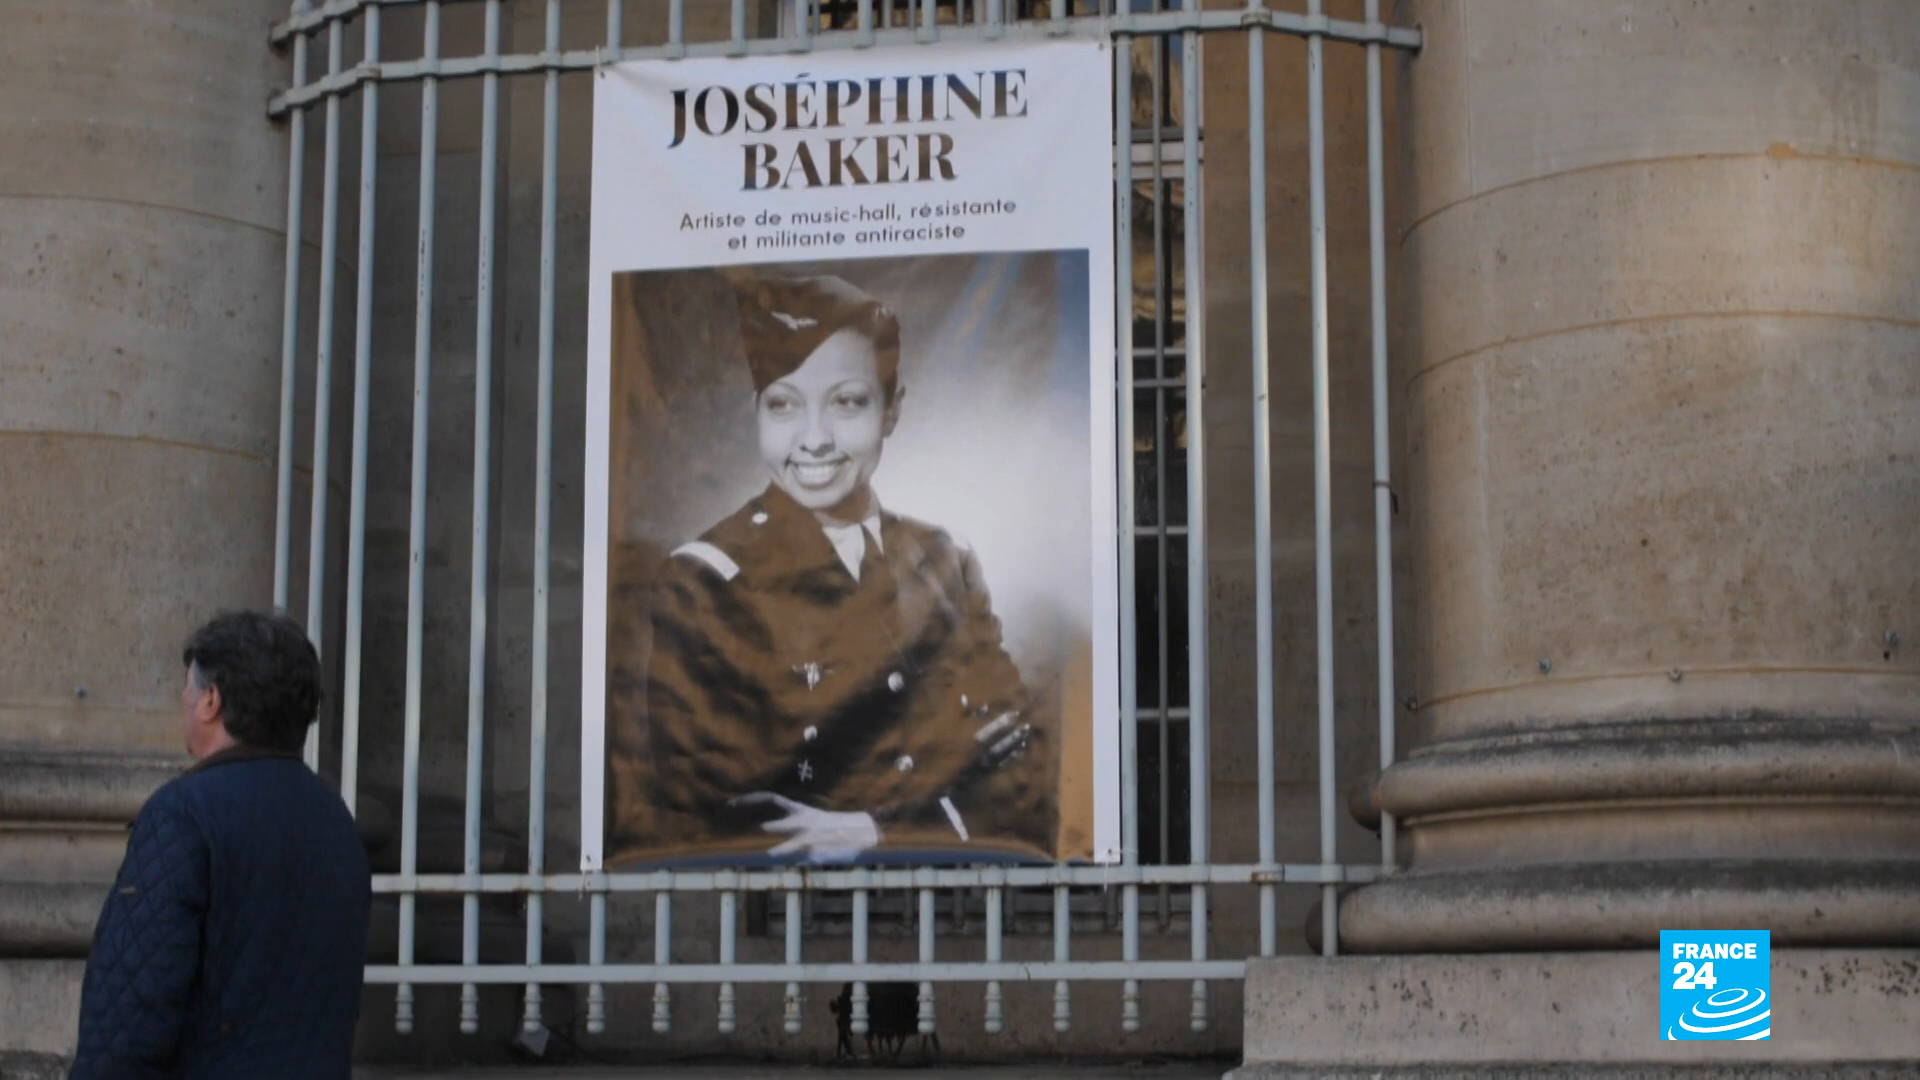 JOSÉPHINE
BAKER
Artiste de music-hall, résistante
et militante antiraciste
FRANCE
24